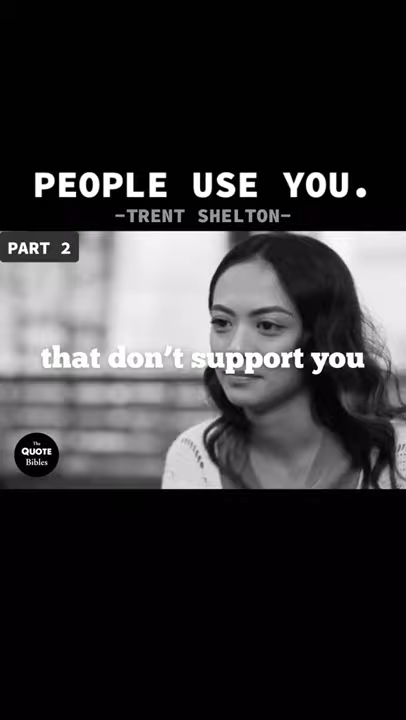 PEOPLE USE YOU.
-TRENT SHELTON-
PART 2
that don't support you
The
QUOTE
Bibles